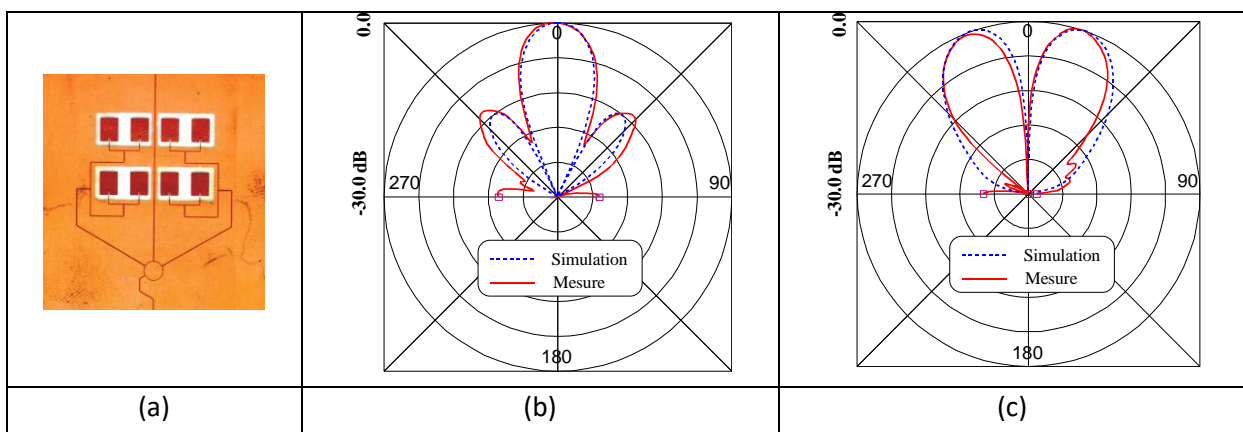 0.0
0
-30.0 dB
270
90
Simulation
Mesure
180
0.0
0
-30.0 dB
270
90
Simulation
Mesure
180
(a)
(b)
(c)